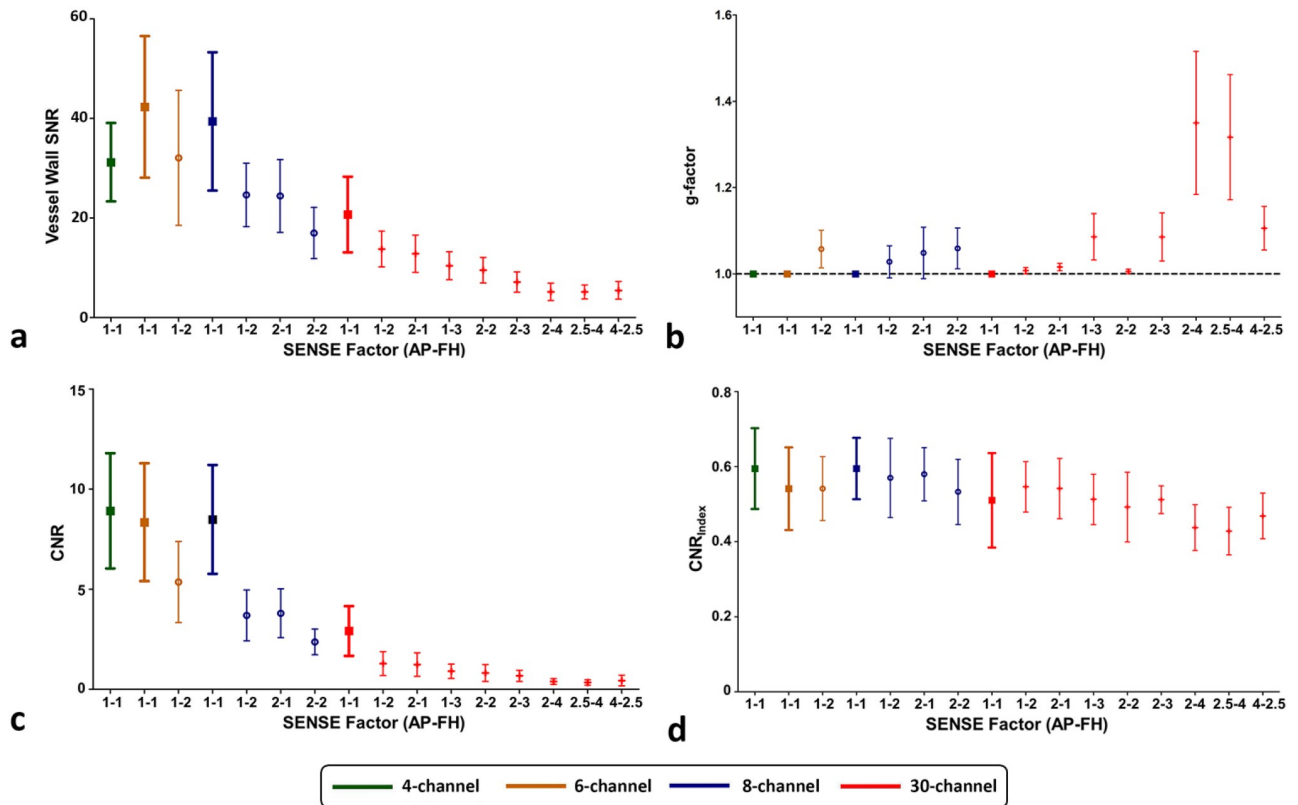 60
40
20
0
Vessel Wall SNR
1-1 1-1 1-2 1-1 1-2 2-1 2-2 1-1 1-2 2-1 1-3 2-2 2-3 2-4 2.5-4 4-2.5
SENSE Factor (AP-FH)
a
1.6
1.4
1.2
1.0
g-factor
1-1 1-1 1-2 1-1 1-2 2-1 2-2 1-1 1-2 2-1 1-3 2-2 2-3 2-4 2.5-4 4-2.5
SENSE Factor (AP-FH)
b
15
10
5
0
CNR
1-1 1-1 1-2 1-1 1-2 2-1 2-2 1-1 1-2 2-1 1-3 2-2 2-3 2-4 2.5-4 4-2.5
SENSE Factor (AP-FH)
c
0.8
0.6
0.4
0.2
0
CNRIndex
1-1 1-1 1-2 1-1 1-2 2-1 2-2 1-1 1-2 2-1 1-3 2-2 2-3 2-4 2.5-4 4-2.5
SENSE Factor (AP-FH)
d
4-channel 6-channel 8-channel 30-channel